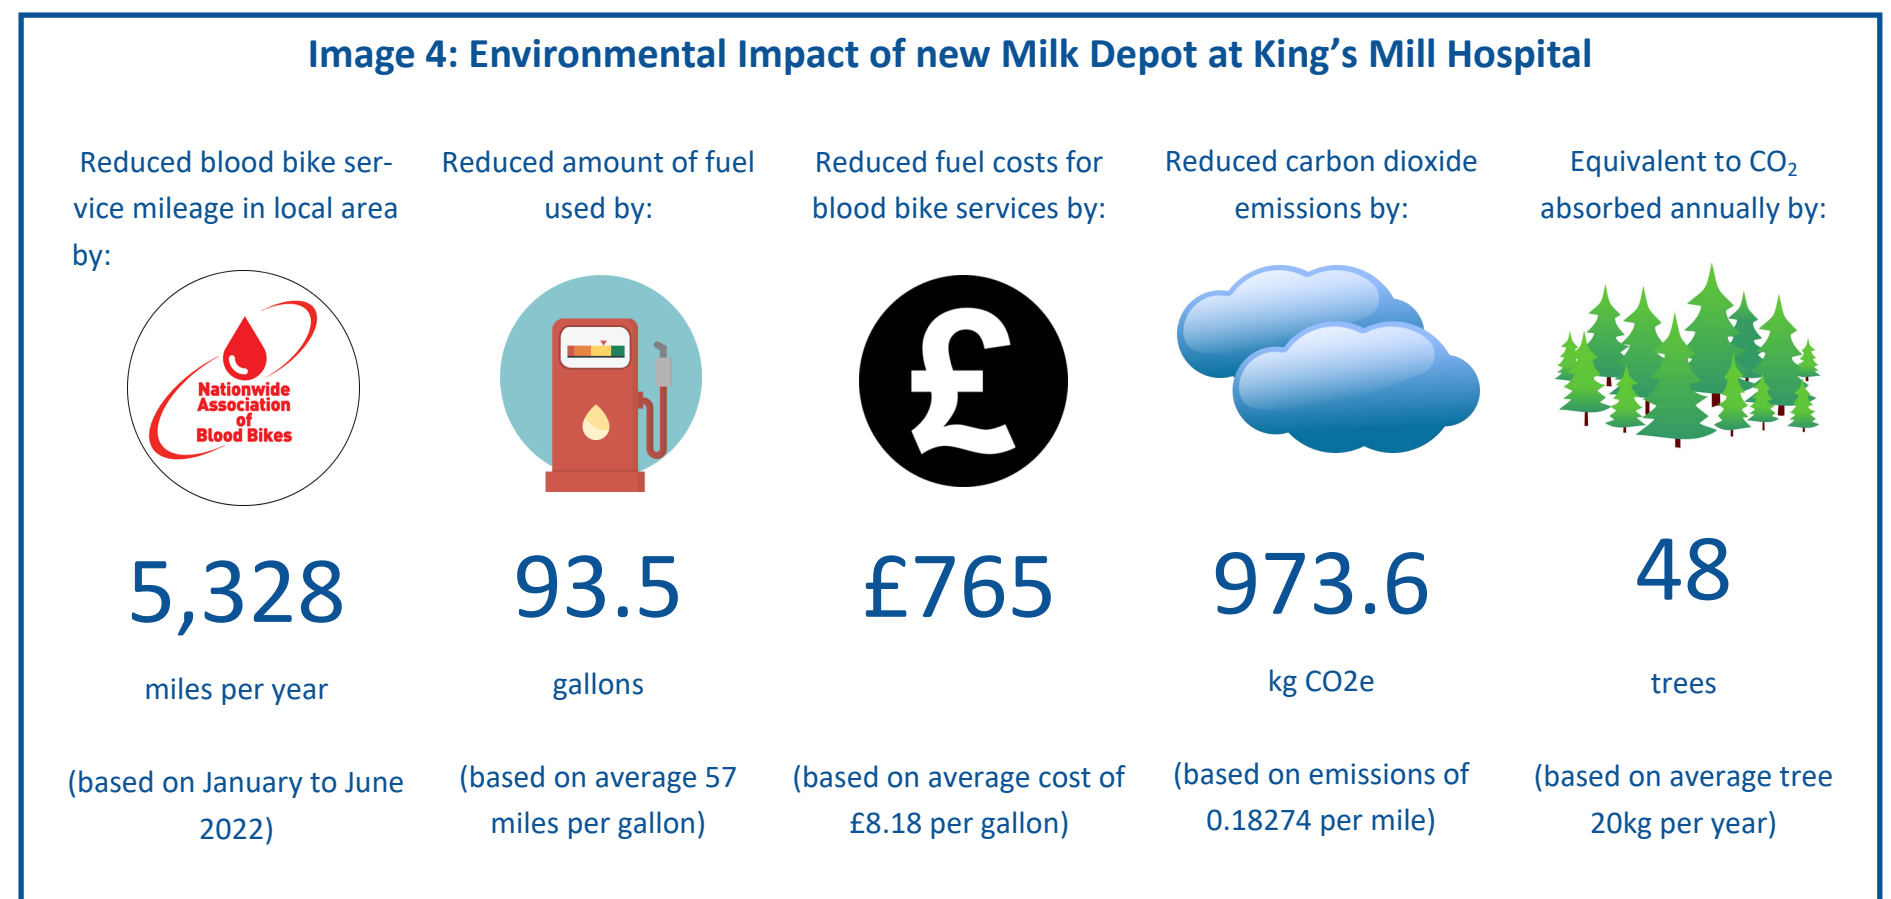 Image 4: Environmental Impact of new Milk Depot at King's Mill Hospital
Reduced blood bike ser-
vice mileage in local area
by:
Nationwide
Association
of
Blood Bikes
5,328
miles per year
(based on January to June
2022)
Reduced amount of fuel
used by:
93.5
gallons
(based on average 57
miles per gallon)
Reduced fuel costs for
blood bike services by:
£
£765
(based on average cost of
£8.18 per gallon)
Reduced carbon dioxide
emissions by:
973.6
kg CO2e
(based on emissions of
0.18274 per mile)
Equivalent to CO₂
absorbed annually by:
48
trees
(based on average tree
20kg per year)